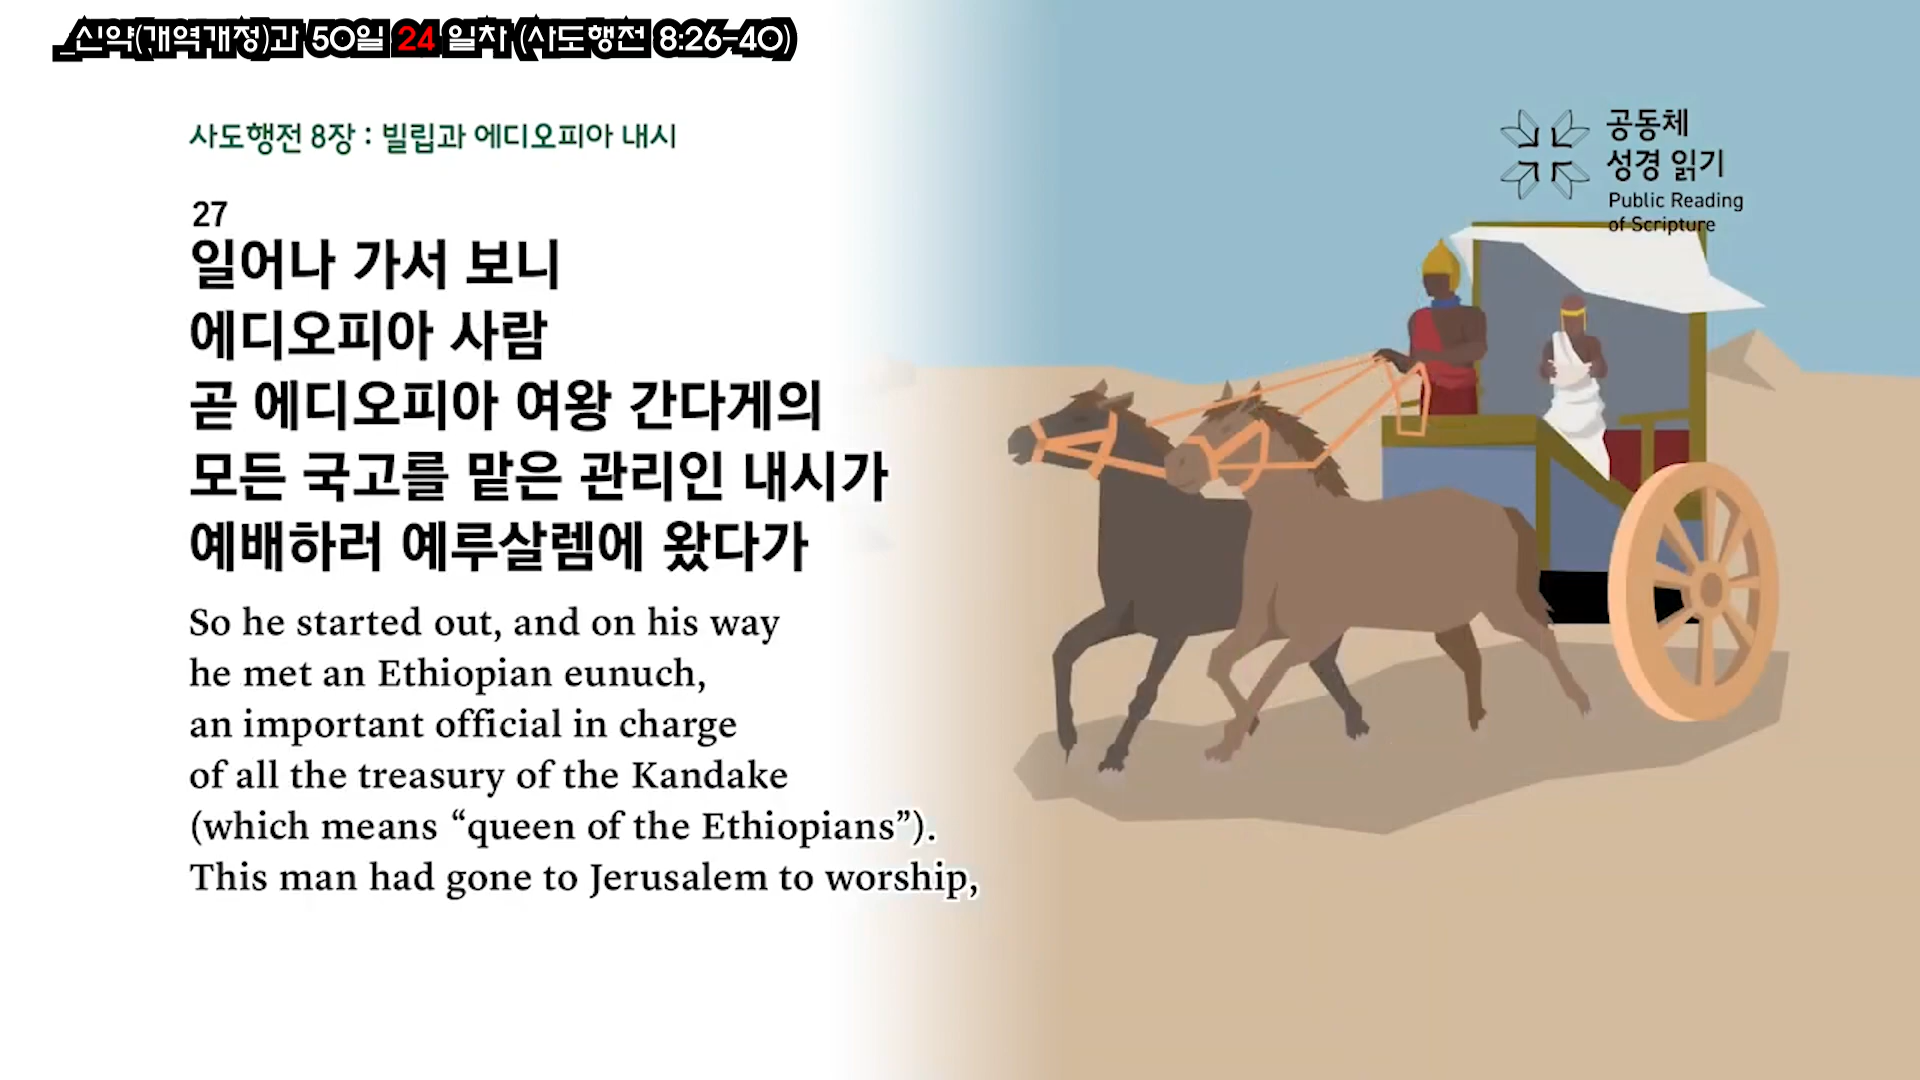 _신약(개역개정)과 50일 24 일차 (사도행전 8:26-40)
사도행전 8장 : 빌립과 에디오피아 내시
공동체
성경 읽기
Public Reading
of Scripture
27
일어나 가서 보니
에디오피아 사람
곧 에디오피아 여왕 간다게의
모든 국고를 맡은 관리인 내시가
예배하러 예루살렘에 왔다가
So he started out, and on his way
he met an Ethiopian eunuch,
an important official in charge
of all the treasury of the Kandake
(which means “queen of the Ethiopians”).
This man had gone to Jerusalem to worship,